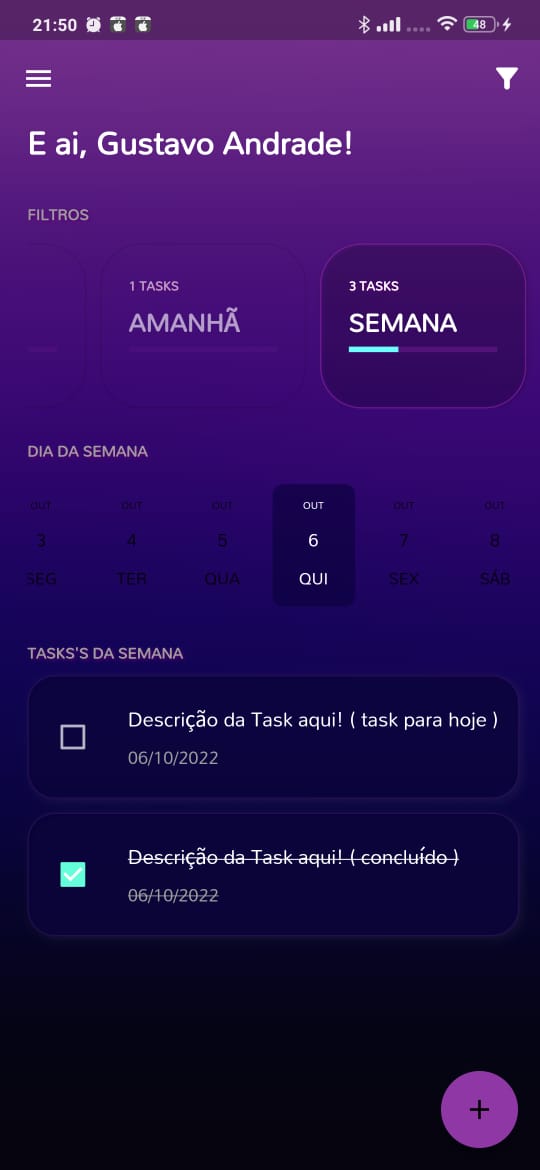 21:50
48
E ai, Gustavo Andrade!
FILTROS
1 TASKS
AMANHÃ
3 TASKS
SEMANA
DIA DA SEMANA
OUT OUT OUT OUT OUT OUT
3 4 5 6 7 8
SEG TER QUA QUI SEX SÁB
TASKS'S DA SEMANA
Descrição da Task aqui! ( task para hoje )
06/10/2022
Descrição da Task aqui! ( concluído )
06/10/2022
+